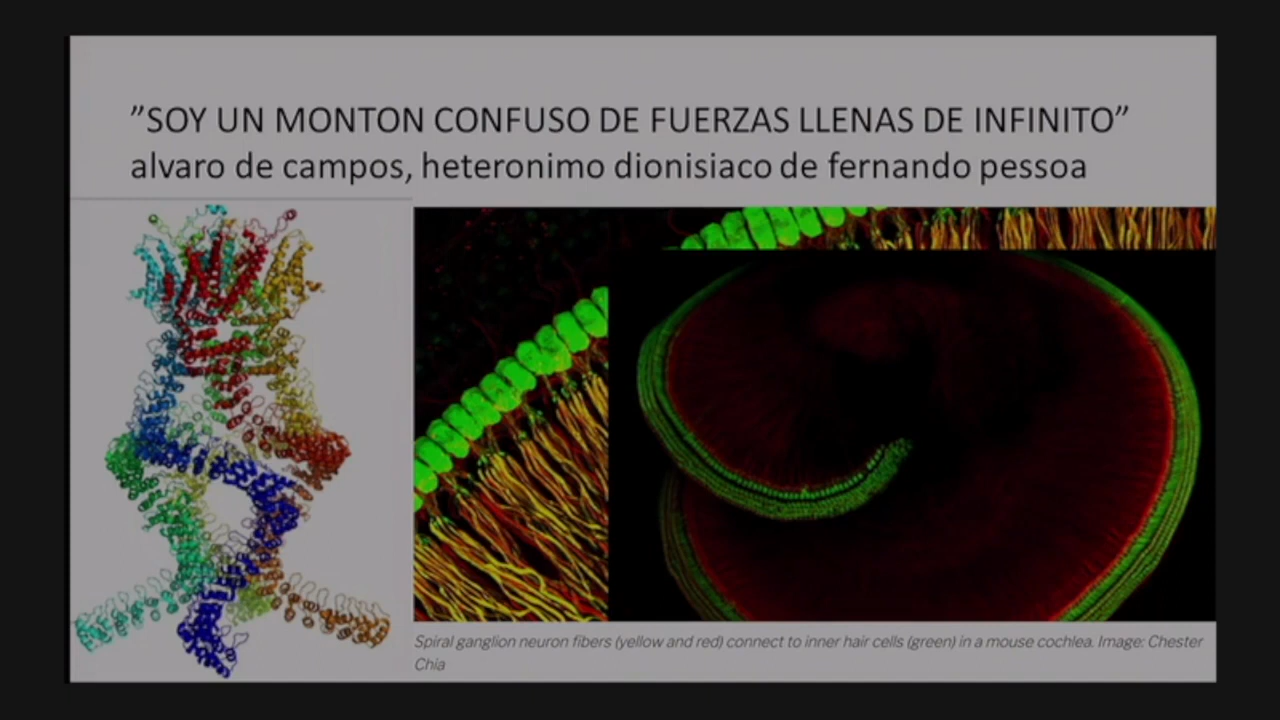 ”SOY UN MONTON CONFUSO DE FUERZAS LLENAS DE INFINITO”
alvaro de campos, heteronimo dionisiaco de fernando pessoa
Spiral ganglion neuron fibers (yellow and red) connect to inner hair cells (green) in a mouse cochlea. Image: Chester
Chia